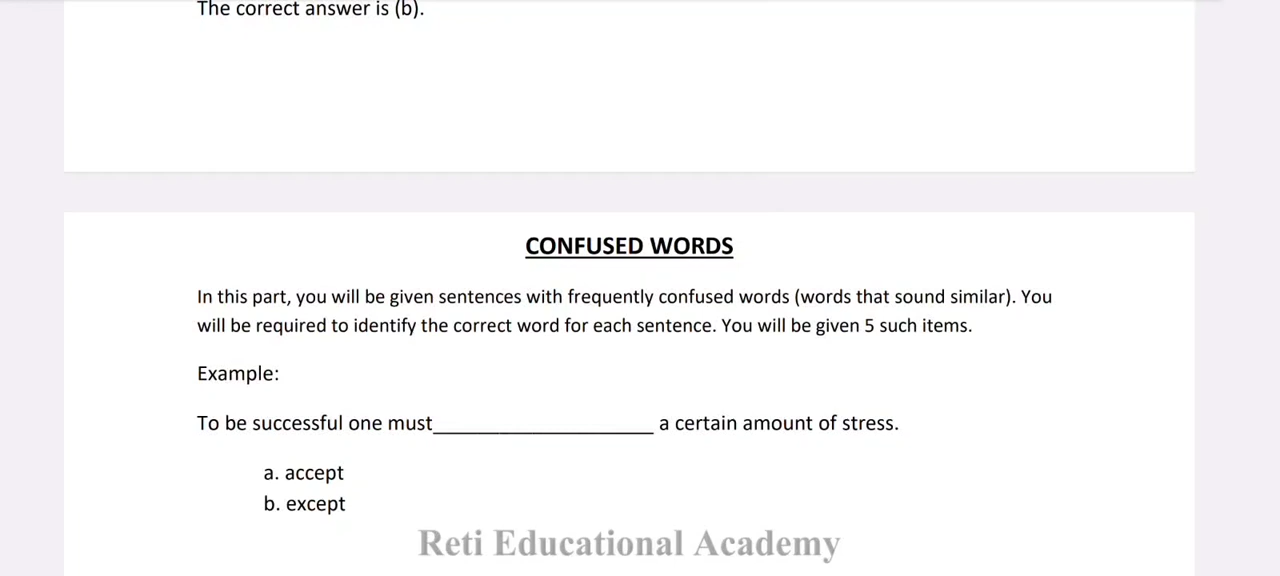 The correct answer is (b).
CONFUSED WORDS
In this part, you will be given sentences with frequently confused words (words that sound similar). You
will be required to identify the correct word for each sentence. You will be given 5 such items.
Example:
To be successful one must____________________ a certain amount of stress.
a. accept
b. except
Reti Educational Academy